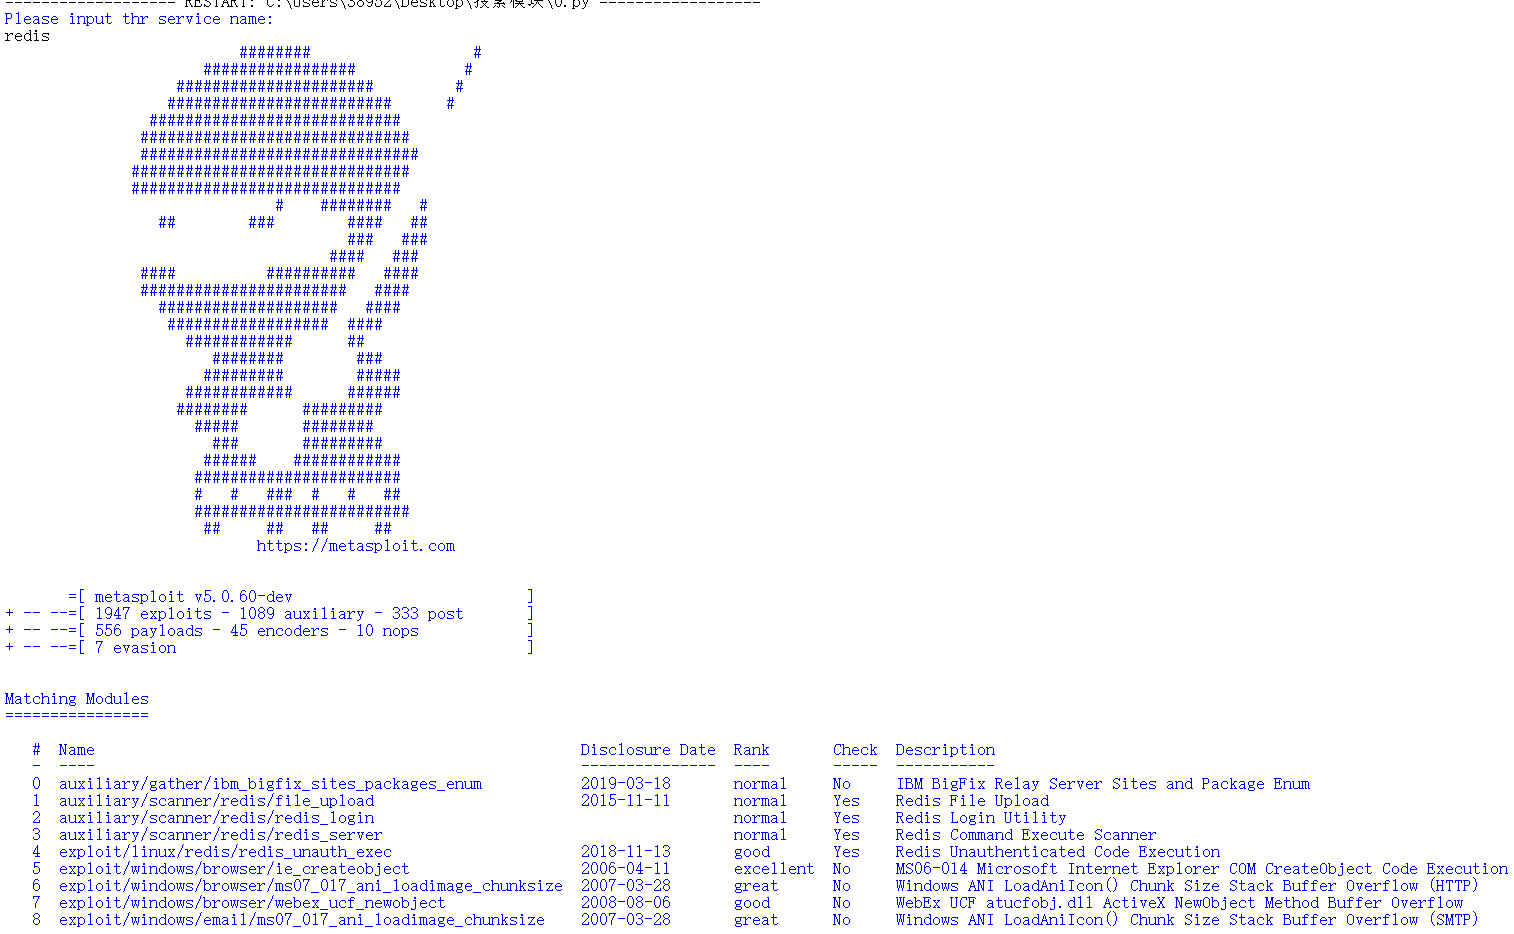 ------------------- RESTART: C:\Users\38952\Desktop\搜索模块\0.py ------------------
Please input thr service name:
redis
https://metasploit.com
=[ metasploit v5.0.60-dev ]
+ -- --=[ 1947 exploits - 1089 auxiliary - 333 post ]
+ -- --=[ 556 payloads - 45 encoders - 10 nops ]
+ -- --=[ 7 evasion ]
Matching Modules
================
# Name Disclosure Date Rank Check Description
- ---- --------------- ---- ----- -----------
0 auxiliary/gather/ibm_bigfix_sites_packages_enum 2019-03-18 normal No IBM BigFix Relay Server Sites and Package Enum
1 auxiliary/scanner/redis/file_upload 2015-11-11 normal Yes Redis File Upload
2 auxiliary/scanner/redis/redis_login normal Yes Redis Login Utility
3 auxiliary/scanner/redis/redis_server normal Yes Redis Command Execute Scanner
4 exploit/linux/redis/redis_unauth_exec 2018-11-13 good Yes Redis Unauthenticated Code Execution
5 exploit/windows/browser/ie_createobject 2006-04-11 excellent No MS06-014 Microsoft Internet Explorer COM CreateObject Code Execution
6 exploit/windows/browser/ms07_017_ani_loadimage_chunksize 2007-03-28 great No Windows ANI LoadAniIcon() Chunk Size Stack Buffer Overflow (HTTP)
7 exploit/windows/browser/webex_ucf_newobject 2008-08-06 good No WebEx UCF atucfobj.dll ActiveX NewObject Method Buffer Overflow
8 exploit/windows/email/ms07_017_ani_loadimage_chunksize 2007-03-28 great No Windows ANI LoadAniIcon() Chunk Size Stack Buffer Overflow (SMTP)